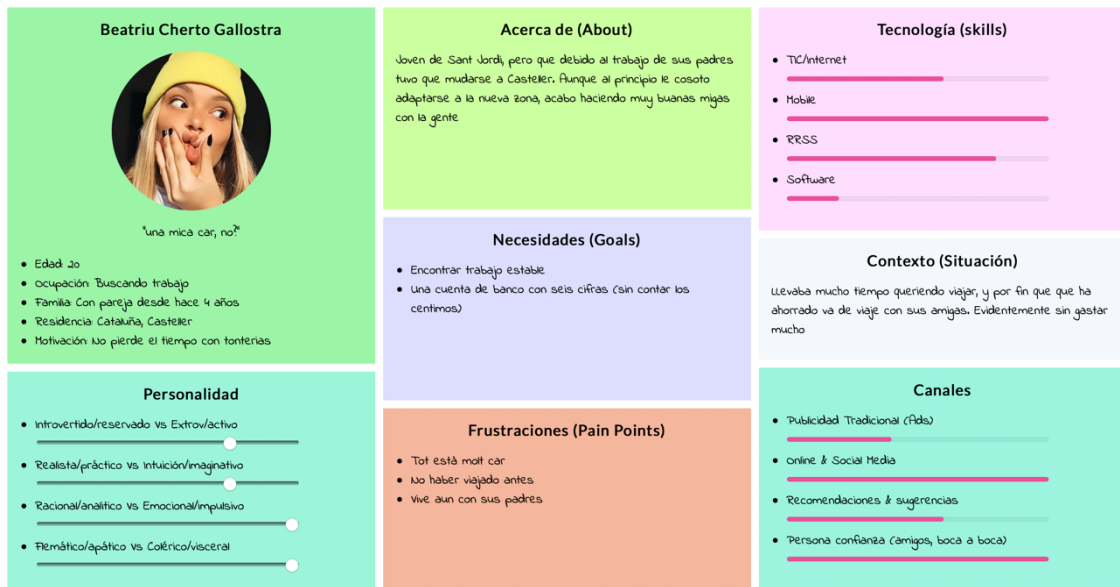 Beatriu Cherto Gallostra
"una mica car, no?"
Edad: 20
Ocupación: Buscando trabajo
Familia: Con pareja desde hace 4 años
Residencia: Cataluña, Casteller
Motivación: No pierde el tiempo con tonterias
Personalidad
Introvertido/reservado Vs Extrov/activo
Realista/práctico Vs Intuición/imaginativo
Racional/analitico Vs Emocional/impulsivo
Flemático/apático Vs Colérico/visceral
Acerca de (About)
Joven de Sant Jordi, pero que debido al trabajo de sus padres
tuvo que mudarse a Casteller. Aunque al principio le cosoto
adaptarse a la nueva zona, acabo haciendo muy buanas migas
con la gente
Necesidades (Goals)
Encontrar trabajo estable
Una cuenta de banco con seis cifras (sin contar los
centimos)
Frustraciones (Pain Points)
Tot està molt car
No haber viajado antes
Vive aun con sus padres
Tecnología (skills)
TIC/Internet
Mobile
RRSS
Software
Contexto (Situación)
Llevaba mucho tiempo queriendo viajar, y por fin que que ha
ahorrado va de viaje con sus amigas. Evidentemente sin gastar
mucho
Canales
Publicidad Tradicional (Ads)
Online & Social Media
Recomendaciones & sugerencias
Persona confianza (amigos, boca a boca)